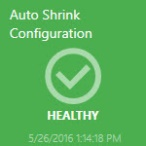 Auto Shrink
Configuration
HEALTHY
5/26/2016 1:14:18 PM